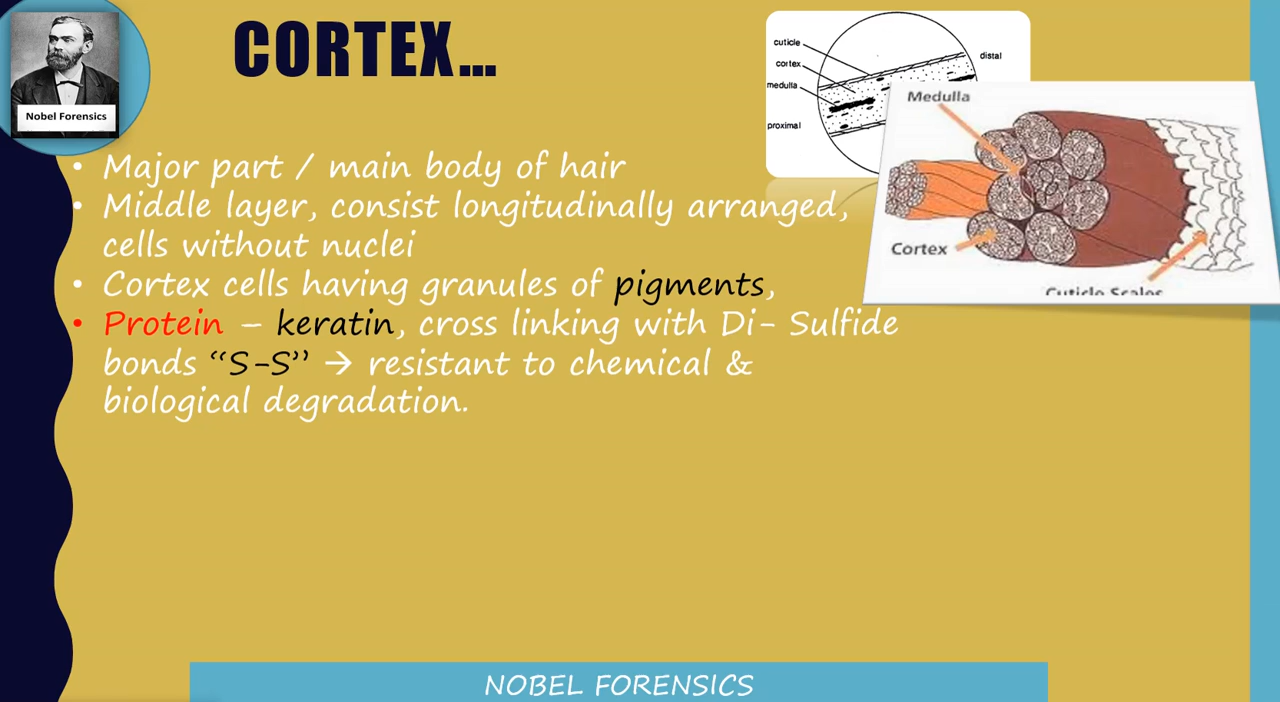 Nobel Forensics
CORTEX...
cuticle
cortex
medulla
proximal
distal
Medulla
Cortex
Cuticle Scales
• Major part / main body of hair
• Middle layer, consist longitudinally arranged,
cells without nuclei
• Cortex cells having granules of pigments,
• Protein – keratin, cross linking with Di- Sulfide
bonds “S-S” → resistant to chemical &
biological degradation.
NOBEL FORENSICS